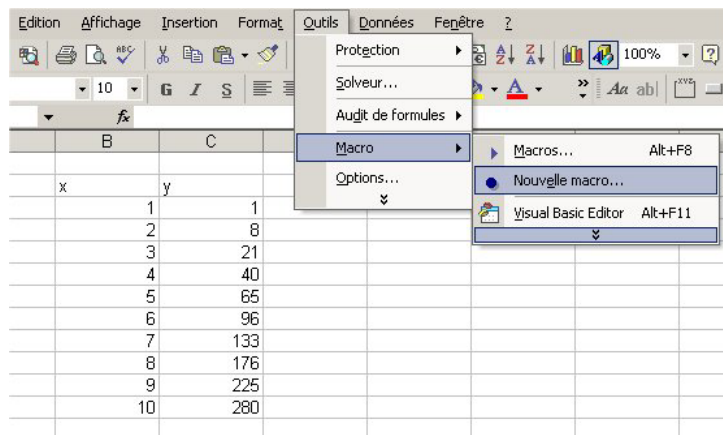 Edition Affichage Insertion Format Outils Données Fenêtre ?
100%
10 G I S
fx
Protection
Solveur...
Audit de formules
Macro
Options...
Macros... Alt+F8
Nouvelle macro...
Visual Basic Editor Alt+F11
B C
x y
1 1
2 8
3 21
4 40
5 65
6 96
7 133
8 176
9 225
10 280